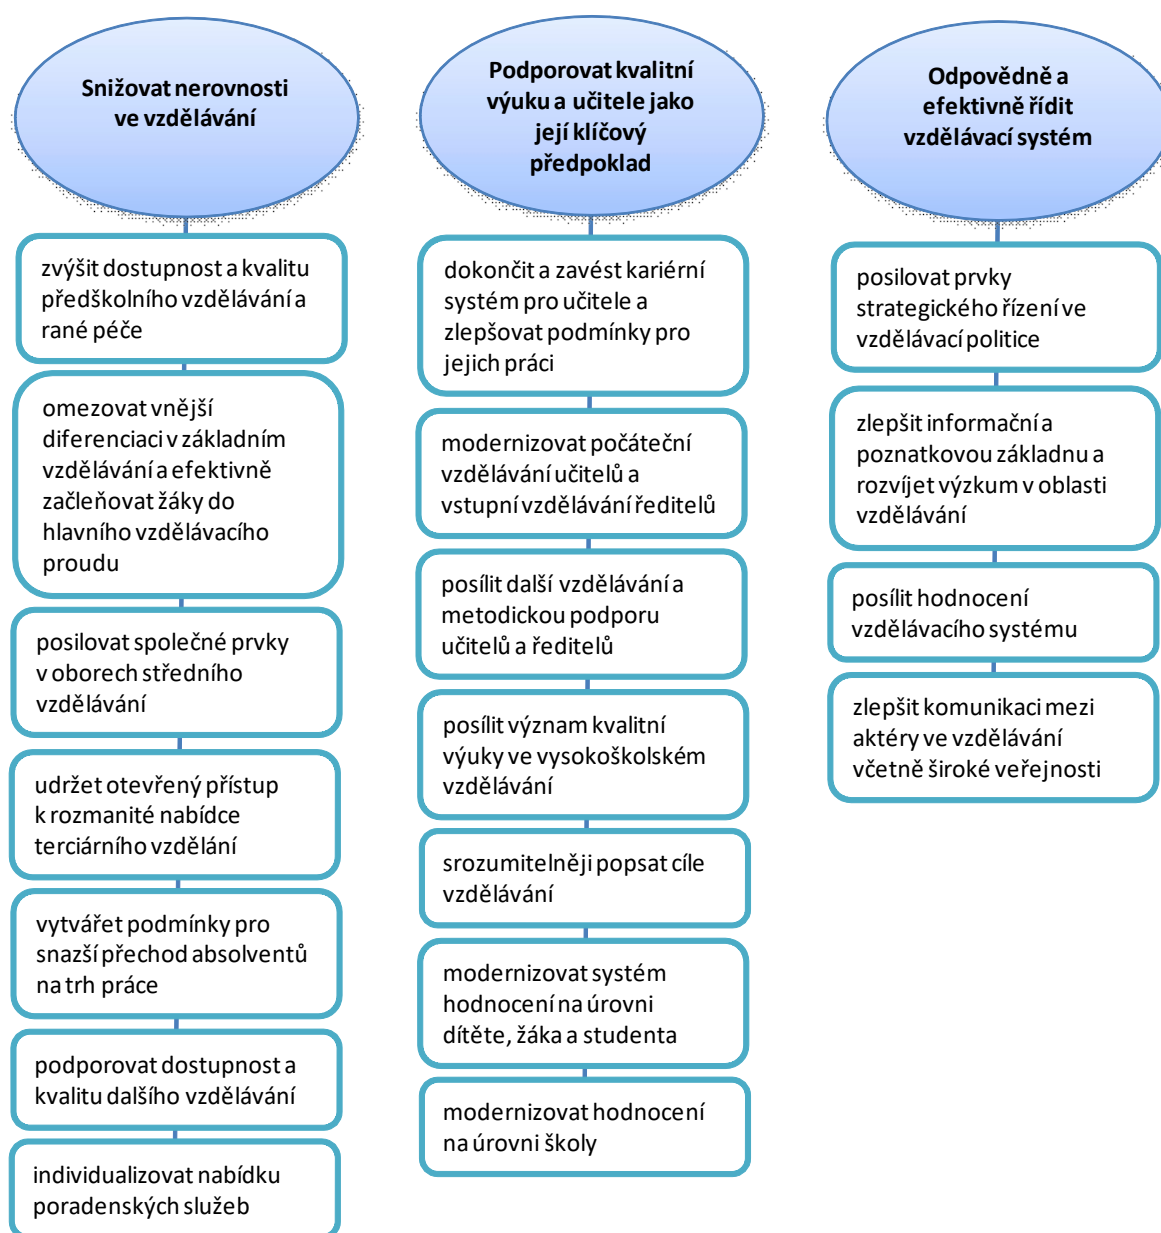 Snižovat nerovnosti
ve vzdělávání
zvýšit dostupnost a kvalitu
předškolního vzdělávání a
rané péče
omezovat vnější
diferenciaci v základním
vzdělávání a efektivně
začleňovat žáky do
hlavního vzdělávacího
proudu
posilovat společné prvky
v oborech středního
vzdělávání
udržet otevřený přístup
k rozmanité nabídce
terciárního vzdělání
vytvářet podmínky pro
snazší přechod absolventů
na trh práce
podporovat dostupnost a
kvalitu dalšího vzdělávání
individualizovat nabídku
poradenských služeb
Podporovat kvalitní
výuku a učitele jako
její klíčový
předpoklad
dokončit a zavést kariérní
systém pro učitele a
zlepšovat podmínky pro
jejich práci
modernizovat počáteční
vzdělávání učitelů a
vstupní vzdělávání ředitelů
posílit další vzdělávání a
metodickou podporu
učitelů a ředitelů
posílit význam kvalitní
výuky ve vysokoškolském
vzdělávání
srozumitelněji popsat cíle
vzdělávání
modernizovat systém
hodnocení na úrovni
dítěte, žáka a studenta
modernizovat hodnocení
na úrovni školy
Odpovědně a
efektivně řídit
vzdělávací systém
posilovat prvky
strategického řízení ve
vzdělávací politice
zlepšit informační a
poznatkovou základnu a
rozvíjet výzkum v oblasti
vzdělávání
posílit hodnocení
vzdělávacího systému
zlepšit komunikaci mezi
aktéry ve vzdělávání
včetně široké veřejnosti